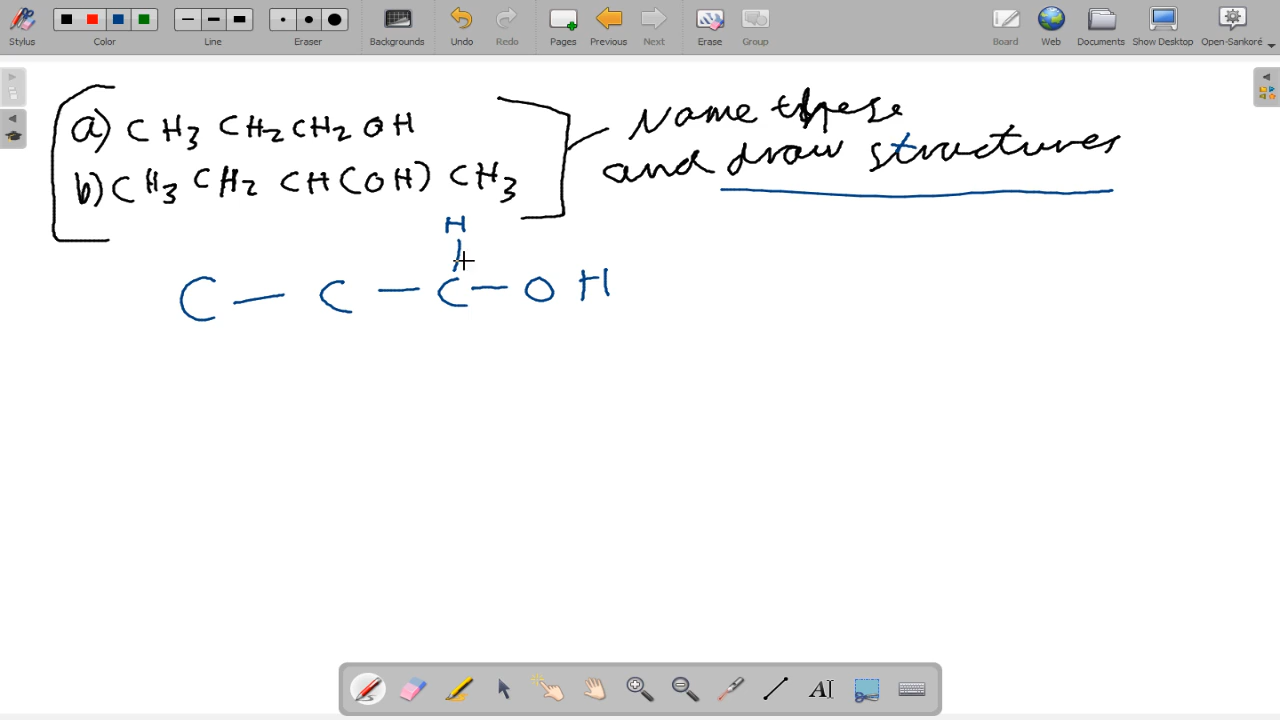 Stylus Color Line Eraser Backgrounds Undo Redo Pages Previous Next Erase Group Board Web Documents Show Desktop Open-Sankoré
a) CH3 CH2CH2 OH
b) CH3 CH2 CH(OH) CH3
Name these
and draw structures
H
C — C — C — O H